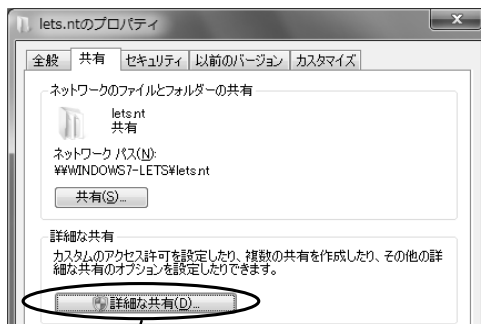 lets.ntのプロパティ
全般 共有 セキュリティ 以前のバージョン カスタマイズ
ネットワークのファイルとフォルダーの共有
lets.nt
共有
ネットワーク パス(N):
¥¥WINDOWS7-LETS¥lets.nt
共有(S)...
詳細な共有
カスタムのアクセス許可を設定したり、複数の共有を作成したり、その他の詳
細な共有のオプションを設定したりできます。
詳細な共有(D)...